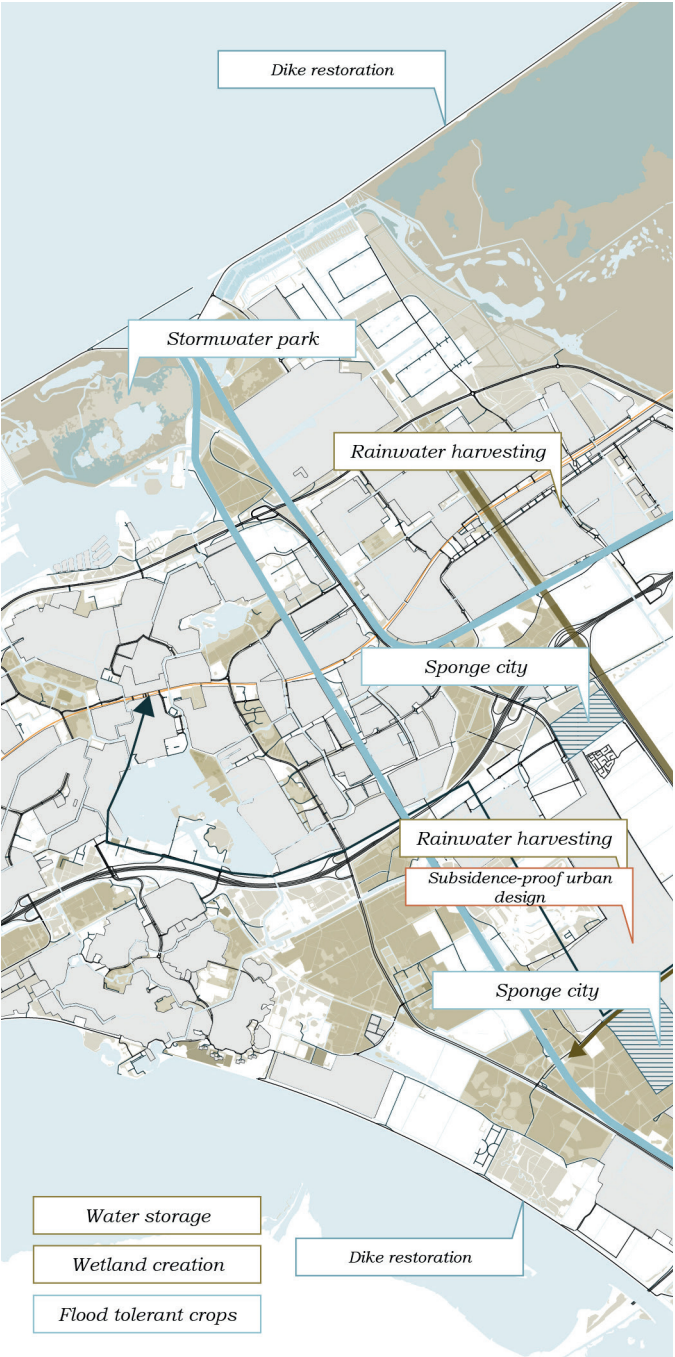 Dike restoration
Stormwater park
Rainwater harvesting
Sponge city
Rainwater harvesting
Subsidence-proof urban
design
Sponge city
Water storage
Wetland creation
Dike restoration
Flood tolerant crops